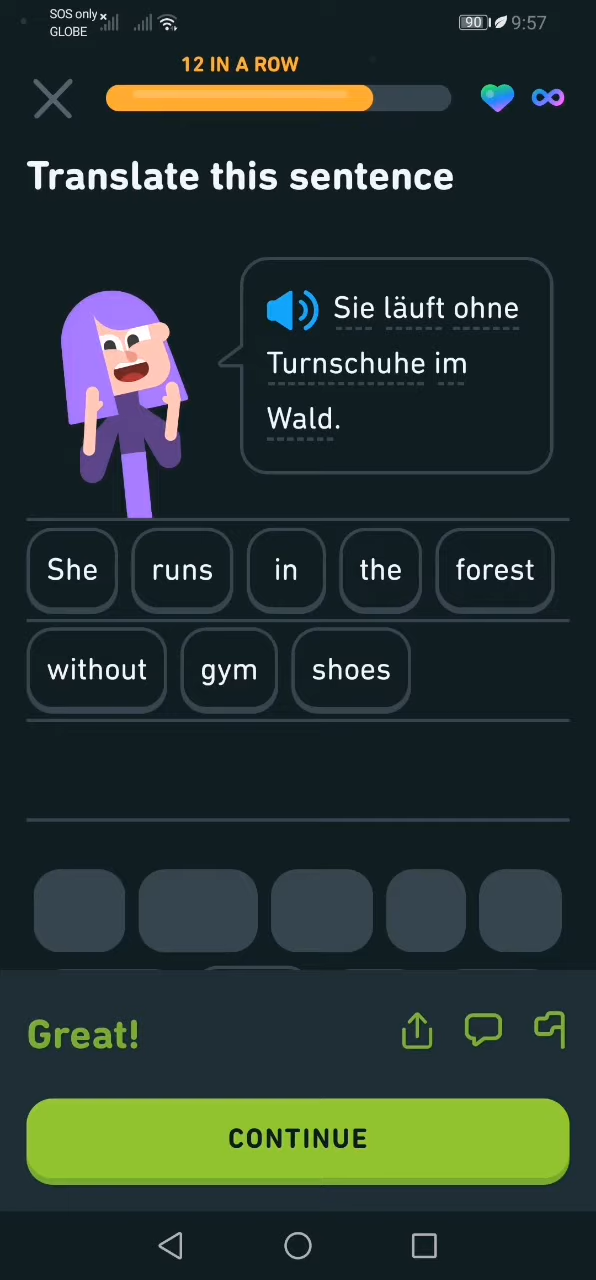 SOS only
GLOBE
90 9:57
12 IN A ROW
Translate this sentence
Sie läuft ohne
Turnschuhe im
Wald.
She runs in the forest
without gym shoes
Great!
CONTINUE